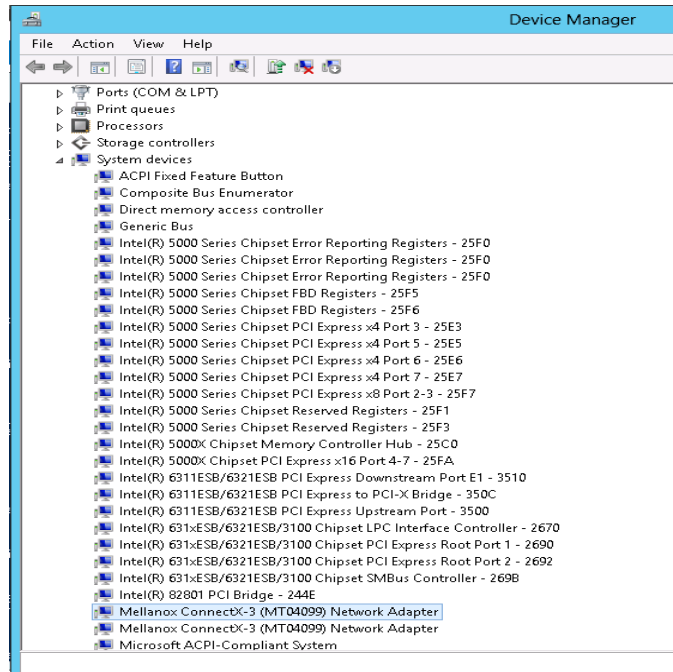 Device Manager
File Action View Help
Ports (COM & LPT)
Print queues
Processors
Storage controllers
System devices
ACPI Fixed Feature Button
Composite Bus Enumerator
Direct memory access controller
Generic Bus
Intel(R) 5000 Series Chipset Error Reporting Registers - 25F0
Intel(R) 5000 Series Chipset Error Reporting Registers - 25F0
Intel(R) 5000 Series Chipset Error Reporting Registers - 25F0
Intel(R) 5000 Series Chipset FBD Registers - 25F5
Intel(R) 5000 Series Chipset FBD Registers - 25F6
Intel(R) 5000 Series Chipset PCI Express x4 Port 3 - 25E3
Intel(R) 5000 Series Chipset PCI Express x4 Port 5 - 25E5
Intel(R) 5000 Series Chipset PCI Express x4 Port 6 - 25E6
Intel(R) 5000 Series Chipset PCI Express x4 Port 7 - 25E7
Intel(R) 5000 Series Chipset PCI Express x8 Port 2-3 - 25F7
Intel(R) 5000 Series Chipset Reserved Registers - 25F1
Intel(R) 5000 Series Chipset Reserved Registers - 25F3
Intel(R) 5000X Chipset Memory Controller Hub - 25C0
Intel(R) 5000X Chipset PCI Express x16 Port 4-7 - 25FA
Intel(R) 6311ESB/6321ESB PCI Express Downstream Port E1 - 3510
Intel(R) 6311ESB/6321ESB PCI Express to PCI-X Bridge - 350C
Intel(R) 6311ESB/6321ESB PCI Express Upstream Port - 3500
Intel(R) 631xESB/6321ESB/3100 Chipset LPC Interface Controller - 2670
Intel(R) 631xESB/6321ESB/3100 Chipset PCI Express Root Port 1 - 2690
Intel(R) 631xESB/6321ESB/3100 Chipset PCI Express Root Port 2 - 2692
Intel(R) 631xESB/6321ESB/3100 Chipset SMBus Controller - 269B
Intel(R) 82801 PCI Bridge - 244E
Mellanox ConnectX-3 (MT04099) Network Adapter
Mellanox ConnectX-3 (MT04099) Network Adapter
Microsoft ACPI-Compliant System